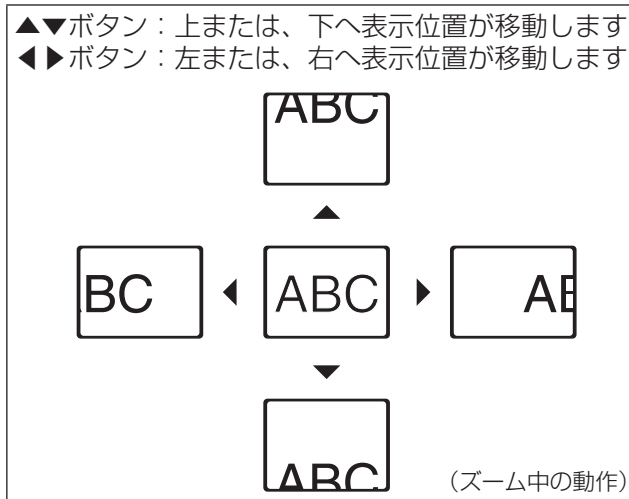 ▲▼ボタン：上または、下へ表示位置が移動します
◀▶ボタン：左または、右へ表示位置が移動します
ABC
▲
BC ◀ ABC ▶ AB
▼
ABC
（ズーム中の動作）